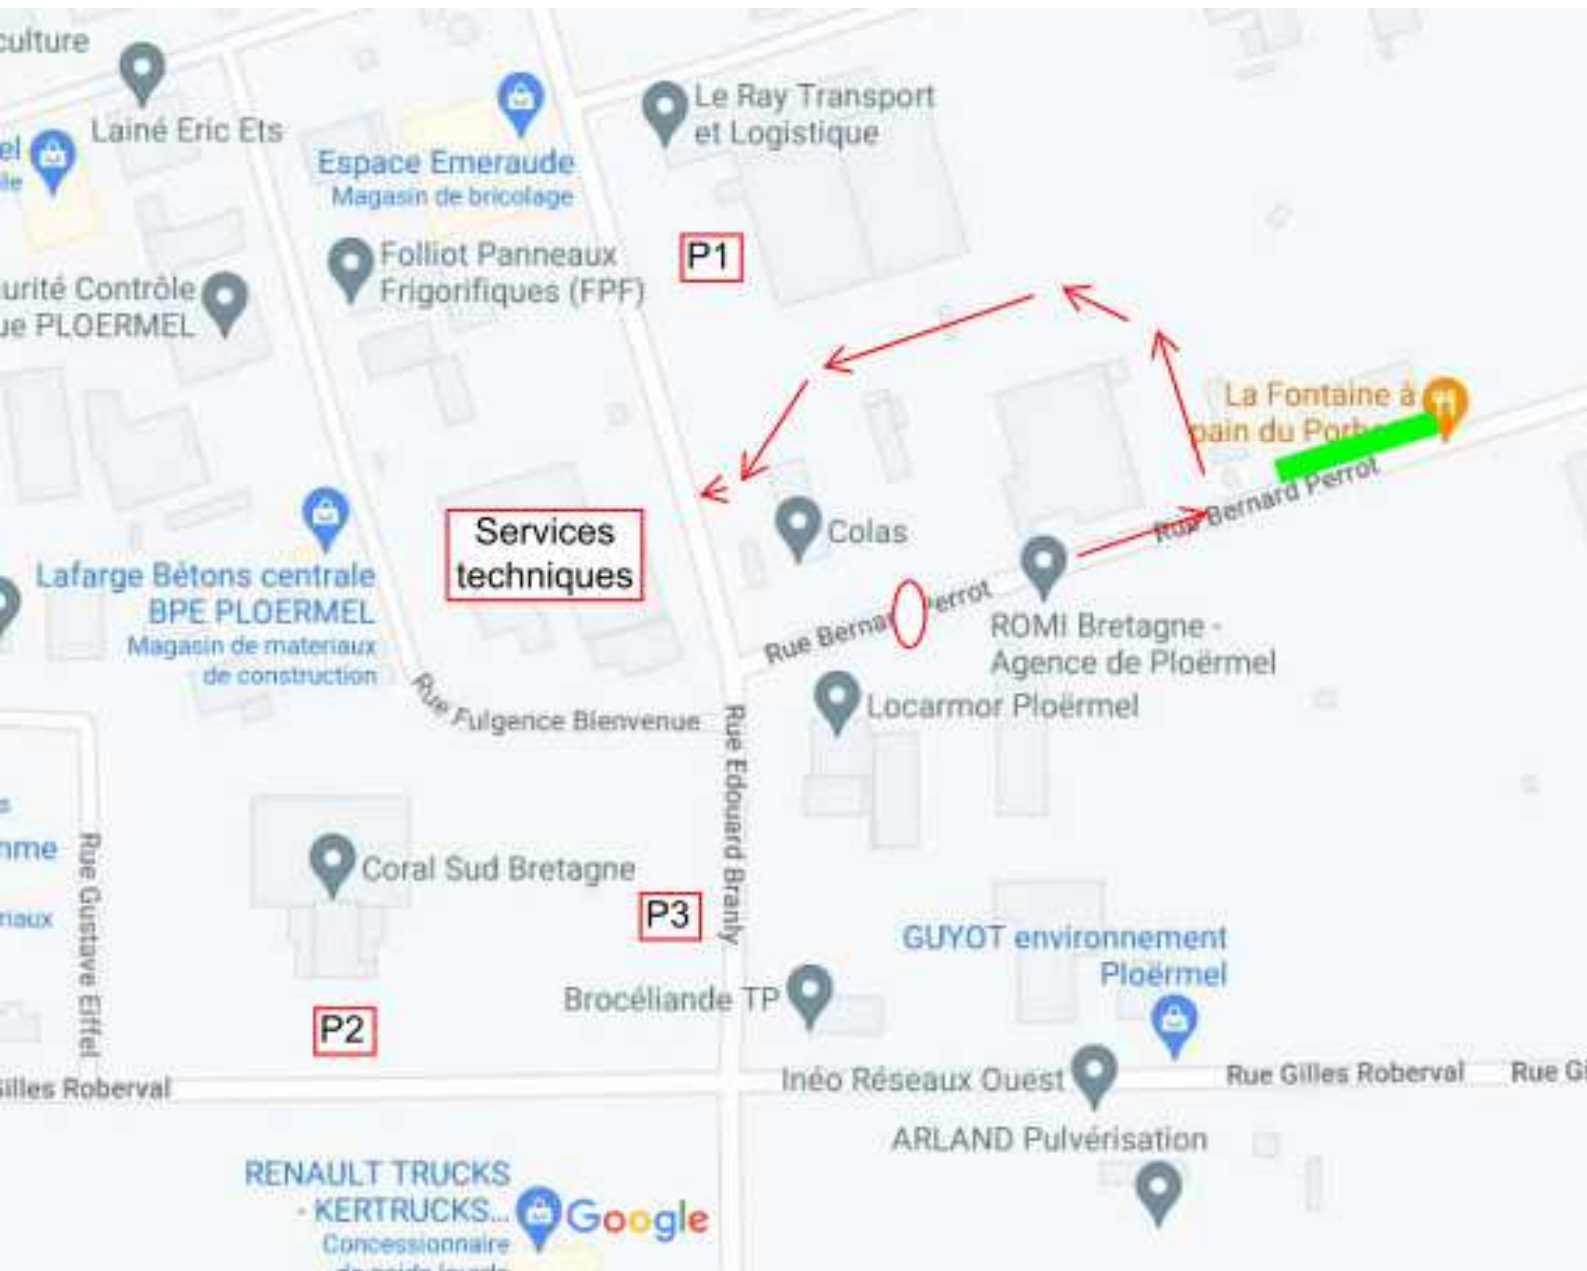 culture
Lainé Eric Ets
Espace Emeraude
Magasin de bricolage
Le Ray Transport
et Logistique
Folliot Panneaux
Frigorifiques (FPF)
P1
urité Contrôle
ue PLOERMEL
La Fontaine à
pain du
Rue Bernard Perrot
Services
techniques
Colas
Lafarge Bétons centrale
BPE PLOERMEL
Magasin de materiaux
de construction
Perrot
Rue
ROMI Bretagne -
Agence de Ploërmel
Locarmor Ploërmel
Rue Fulgence Bienvenue
Rue Edouard Branly
Rue Gustave Eiffel
Coral Sud Bretagne
P3
GUYOT environnement
Ploërmel
Brocéliande TP
P2
Gilles Roberval
Inéo Réseaux Ouest
Rue Gilles Roberval
Rue Gi
ARLAND Pulvérisation
RENAULT TRUCKS
- KERTRUCKS...
Concessionnaire
Google